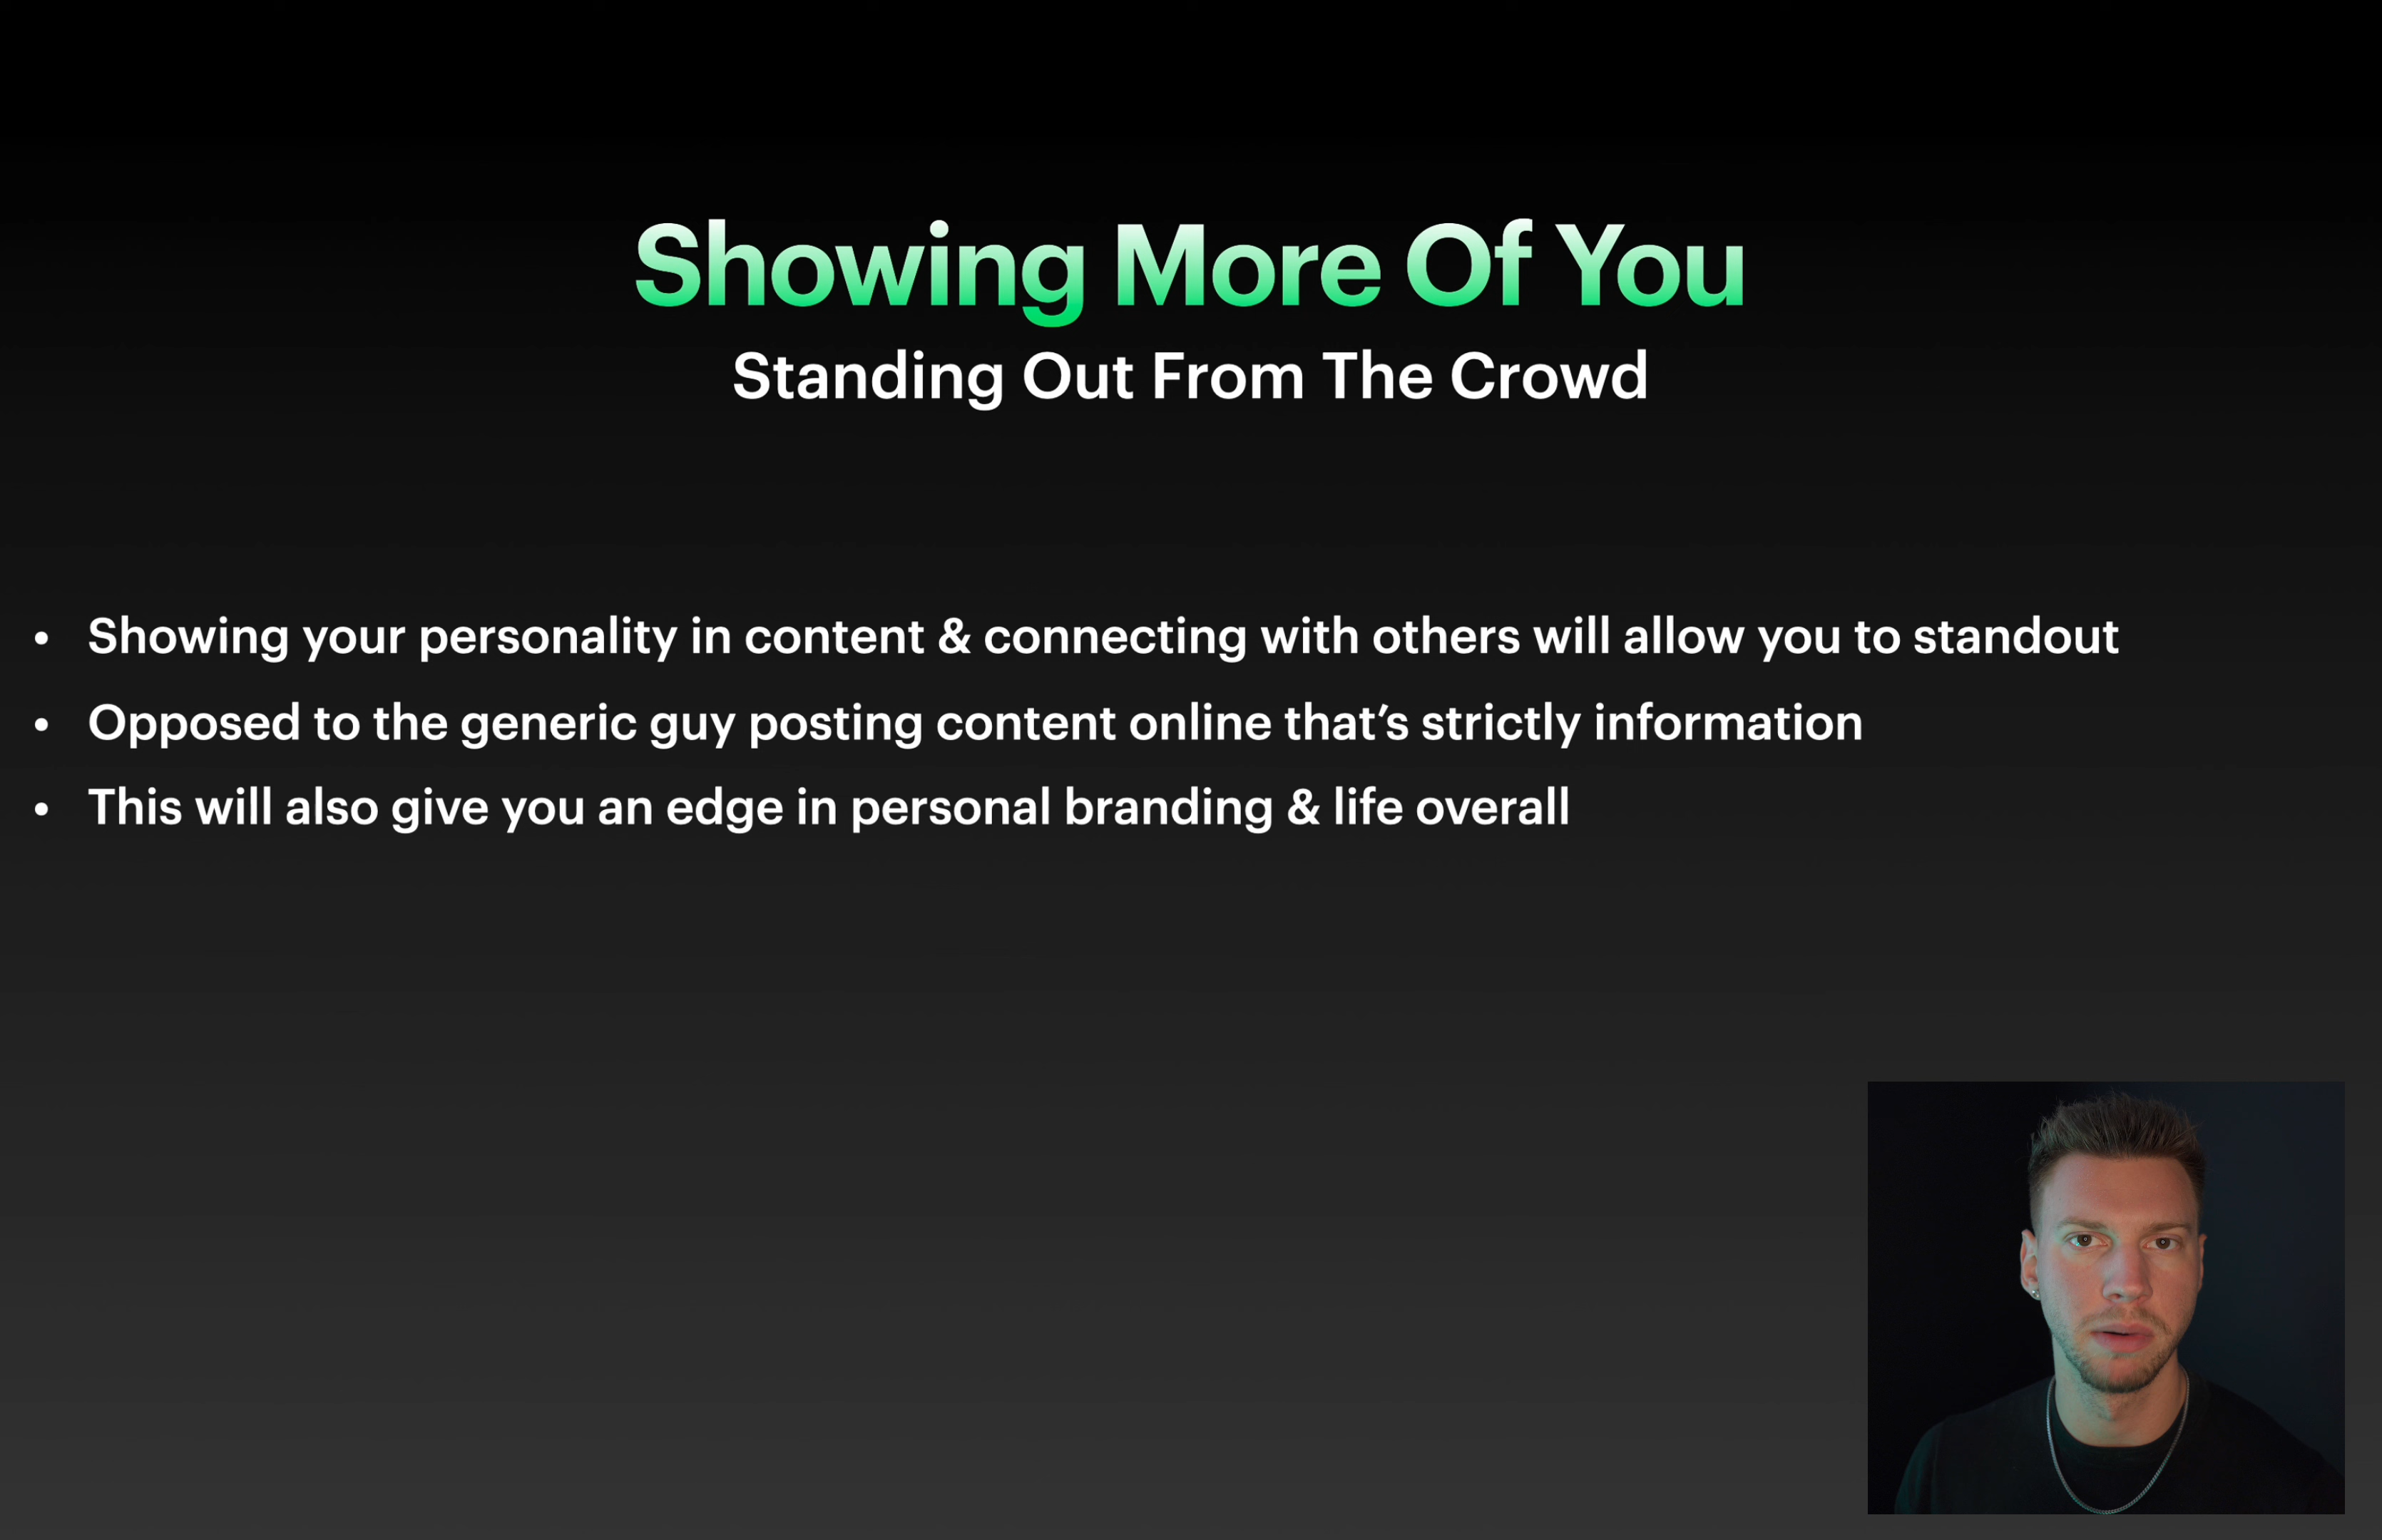 Showing More Of You
Standing Out From The Crowd
• Showing your personality in content & connecting with others will allow you to standout
• Opposed to the generic guy posting content online that’s strictly information
• This will also give you an edge in personal branding & life overall